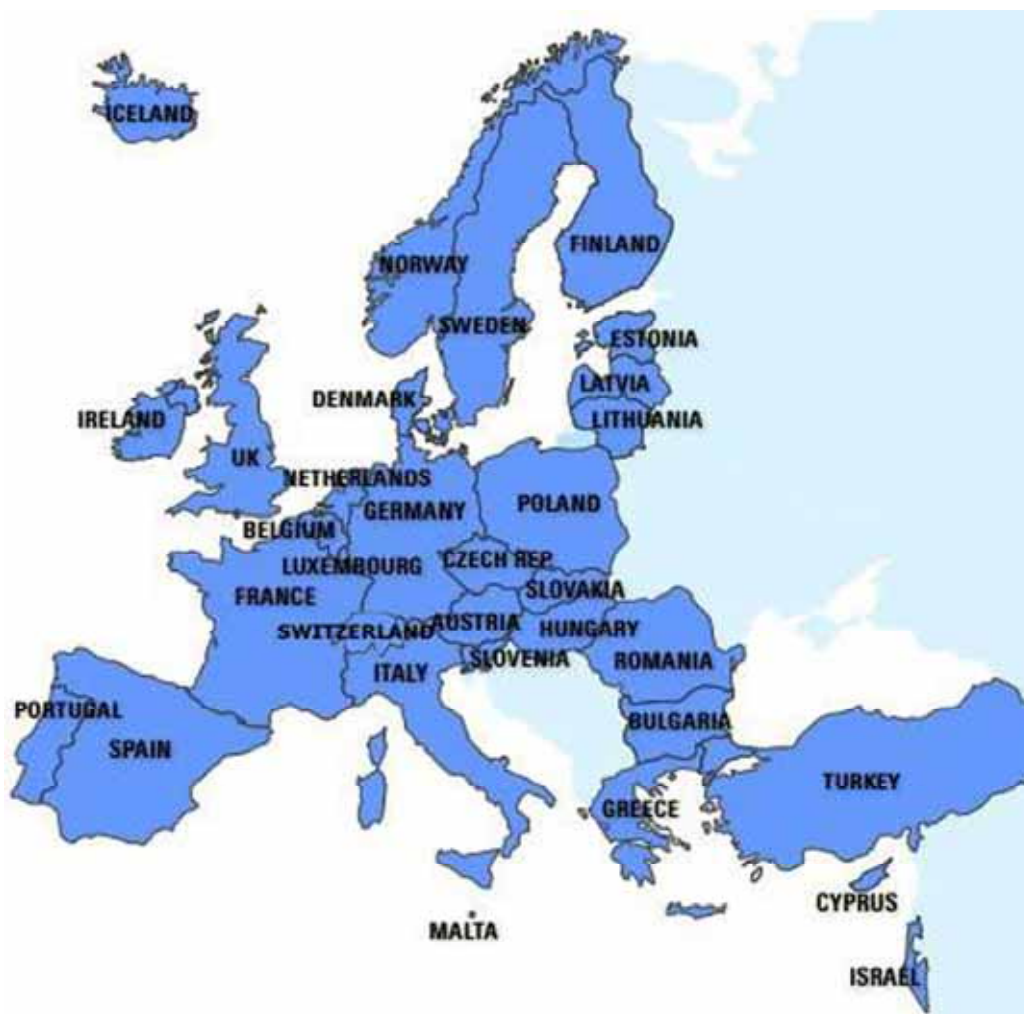 ICELAND
FINLAND
NORWAY
SWEDEN
ESTONIA
LATVIA
DENMARK
LITHUANIA
IRELAND
UK
NETHERLANDS
POLAND
GERMANY
BELGIUM
CZECH REP
LUXEMBOURG
SLOVAKIA
FRANCE
AUSTRIA
HUNGARY
SWITZERLAND
SLOVENIA
ROMANIA
ITALY
PORTUGAL
BULGARIA
SPAIN
TURKEY
GREECE
CYPRUS
MALTA
ISRAEL